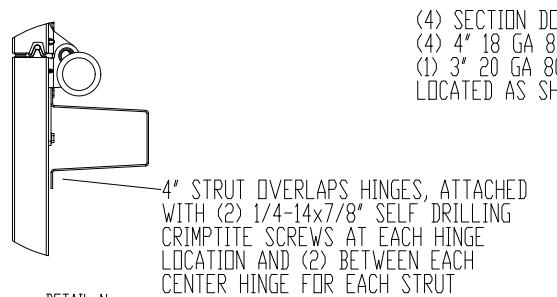 (4) SECTION
(4) 4" 18 GA
(1) 3" 20 GA
LOCATED AS
4" STRUT OVERLAPS HINGES, ATTACHED
WITH (2) 1/4-14x7/8" SELF DRILLING
CRIMPTITE SCREWS AT EACH HINGE
LOCATION AND (2) BETWEEN EACH
CENTER HINGE FOR EACH STRUT